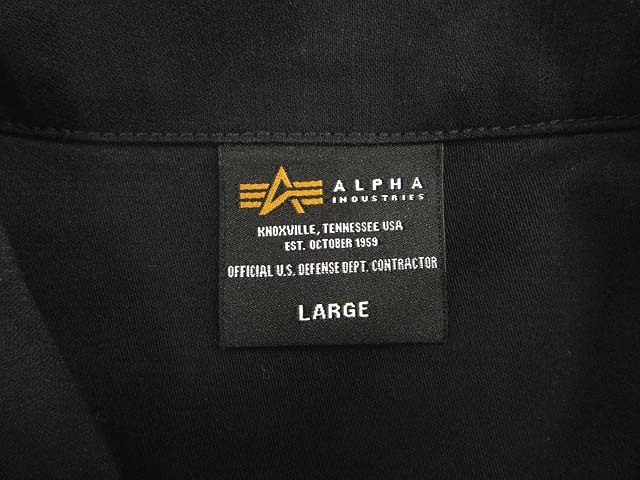 ALPHA
INDUSTRIES
KNOXVILLE, TENNESSEE USA
EST. OCTOBER 1959
OFFICIAL U.S. DEFENSE DEPT. CONTRACTOR
LARGE